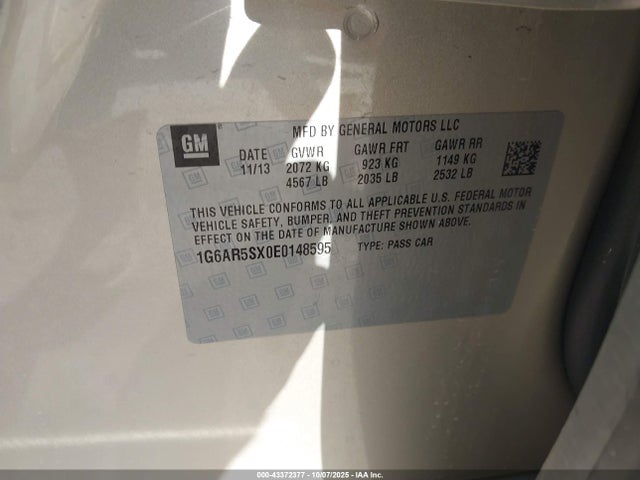 GM
MFD BY GENERAL MOTORS LLC
DATE GVWR GAWR FRT GAWR RR
11/13 2072 KG 923 KG 1149 KG
4567 LB 2035 LB 2532 LB
THIS VEHICLE CONFORMS TO ALL APPLICABLE U.S. FEDERAL MOTOR
VEHICLE SAFETY, BUMPER, AND THEFT PREVENTION STANDARDS IN
EFFECT ON THE DATE OF MANUFACTURE SHOWN ABOVE.
1G6AR5SX0E0148595 TYPE: PASS CAR
000-43372377 - 10/07/2025 - IAA Inc.